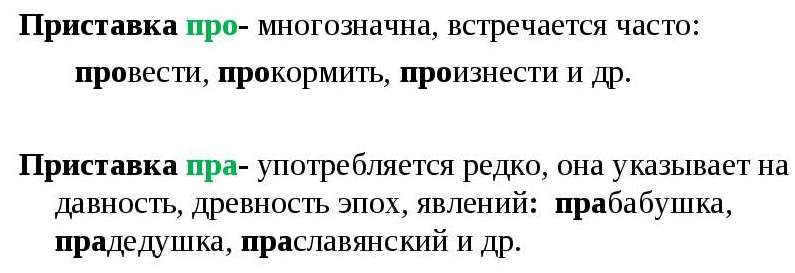 Приставка про- многозначна, встречается часто:
провести, прокормить, произнести и др.
Приставка пра- употребляется редко, она указывает на
давность, древность эпох, явлений: прабабушка,
прадедушка, праславянский и др.